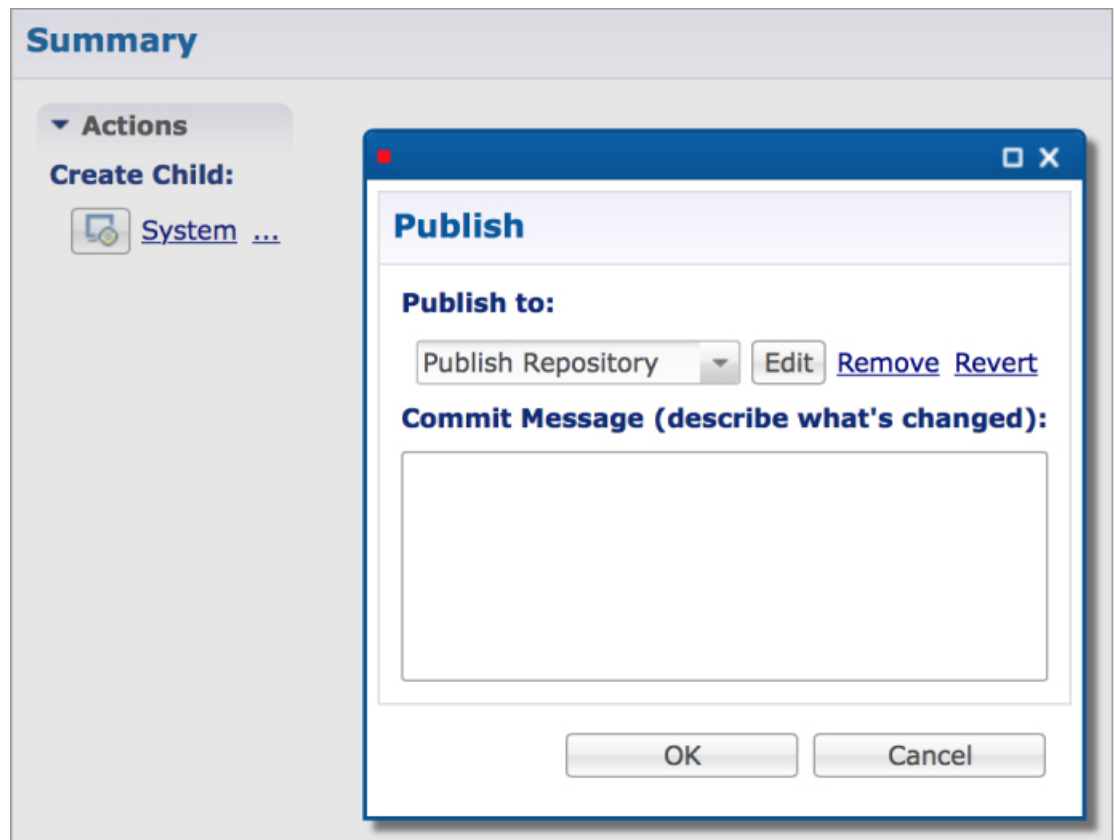 Summary
Actions
Create Child:
System ...
Publish
Publish to:
Publish Repository Edit Remove Revert
Commit Message (describe what's changed):
OK Cancel